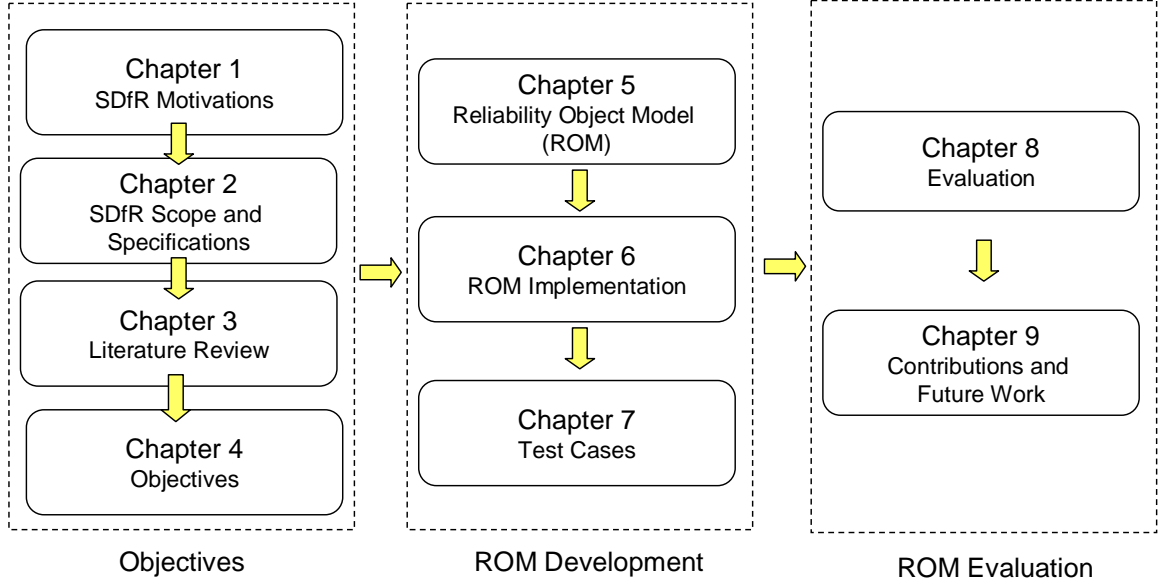 Chapter 1
SDfR Motivations
Chapter 2
SDfR Scope and
Specifications
Chapter 3
Literature Review
Chapter 4
Objectives
Objectives
Chapter 5
Reliability Object Model
(ROM)
Chapter 6
ROM Implementation
Chapter 7
Test Cases
ROM Development
Chapter 8
Evaluation
Chapter 9
Contributions and
Future Work
ROM Evaluation